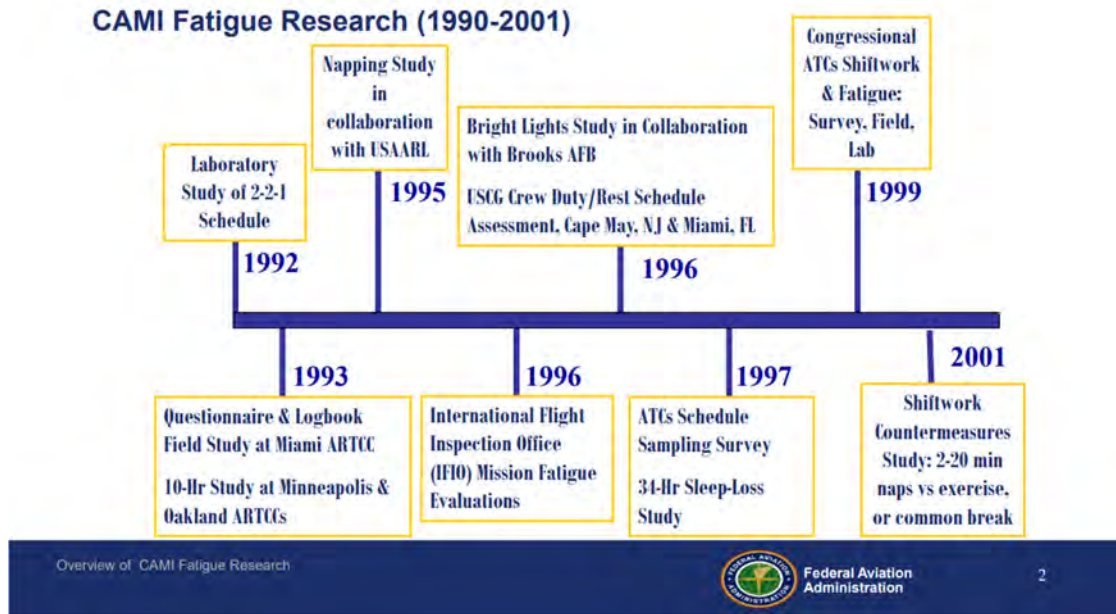 CAMI Fatigue Research (1990-2001)
Laboratory
Study of 2-2-1
Schedule
1992
Napping Study
in
collaboration
with USAARL
1995
Bright Lights Study in Collaboration
with Brooks AFB
USCG Crew Duty/Rest Schedule
Assessment, Cape May, NJ & Miami, FL
1996
Congressional
ATCs Shiftwork
& Fatigue:
Survey, Field,
Lab
1999
1993
Questionnaire & Logbook
Field Study at Miami ARTCC
10-Hr Study at Minneapolis &
Oakland ARTCCs
1996
International Flight
Inspection Office
(IFIO) Mission Fatigue
Evaluations
1997
ATCs Schedule
Sampling Survey
34-Hr Sleep-Loss
Study
2001
Shiftwork
Countermeasures
Study: 2-20 min
naps vs exercise,
or common break
Overview of CAMI Fatigue Research
FEDERAL AVIATION
ADMINISTRATION
Federal Aviation
Administration
2